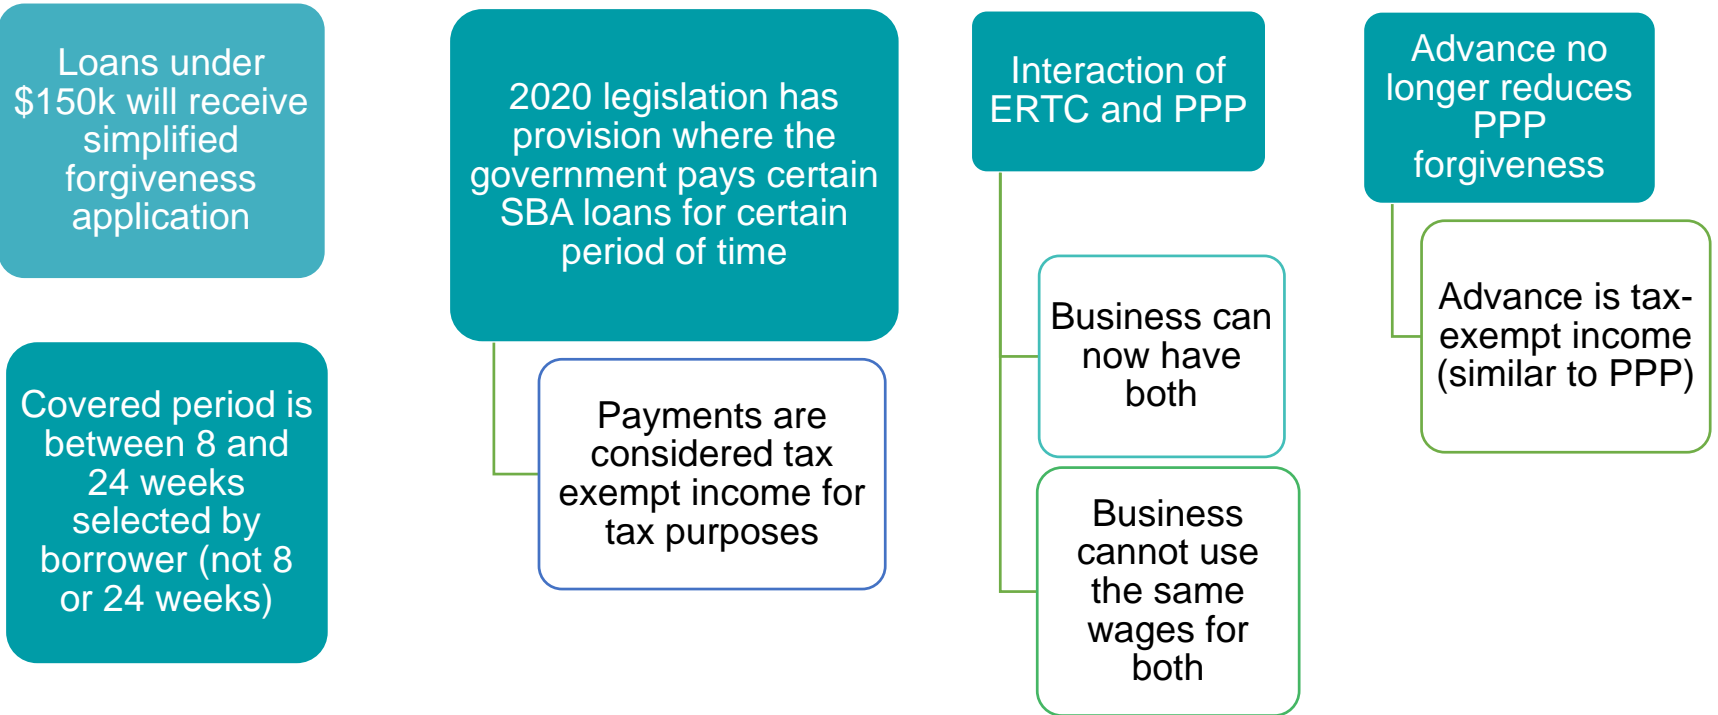 Loans under
$150k will receive
simplified
forgiveness
application
Covered period is
between 8 and
24 weeks
selected by
borrower (not 8
or 24 weeks)
2020 legislation has
provision where the
government pays certain
SBA loans for certain
period of time
Payments are
considered tax
exempt income for
tax purposes
Interaction of
ERTC and PPP
Business can
now have
both
Business
cannot use
the same
wages for
both
Advance no
longer reduces
PPP
forgiveness
Advance is tax-
exempt income
(similar to PPP)